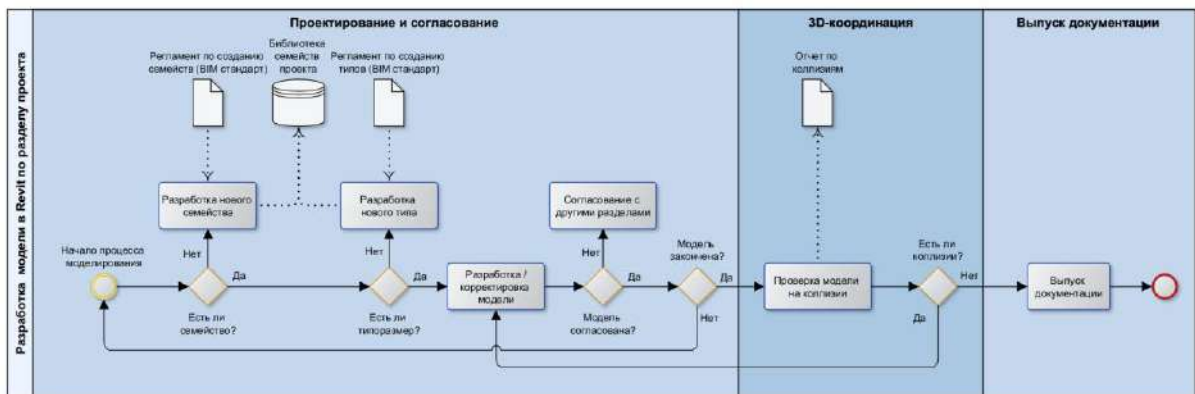 Разработка модели в Revit по разделу проекта
Проектирование и согласование
3D-координация
Выпуск документации
Регламент по созданию
семейств (BIM стандарт)
Библиотека
семейств
проекта
Регламент по созданию
типов (BIM стандарт)
Отчет по
коллизиям
Разработка нового
семейства
Разработка
нового типа
Согласование с
другими разделами
Начало процесса
моделирования
Нет
Нет
Нет
Модель
закончена?
Есть ли
коллизии?
Да
Да
Разработка /
корректировка
модели
Да
Да
Проверка модели
на коллизии
Нет
Выпуск
документации
Есть ли
семейство?
Есть ли
типоразмер?
Модель
согласована?
Нет
Да